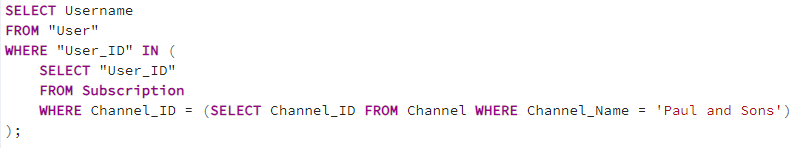 SELECT Username
FROM "User"
WHERE "User_ID" IN (
    SELECT "User_ID"
    FROM Subscription
    WHERE Channel_ID = (SELECT Channel_ID FROM Channel WHERE Channel_Name = 'Paul and Sons')
);